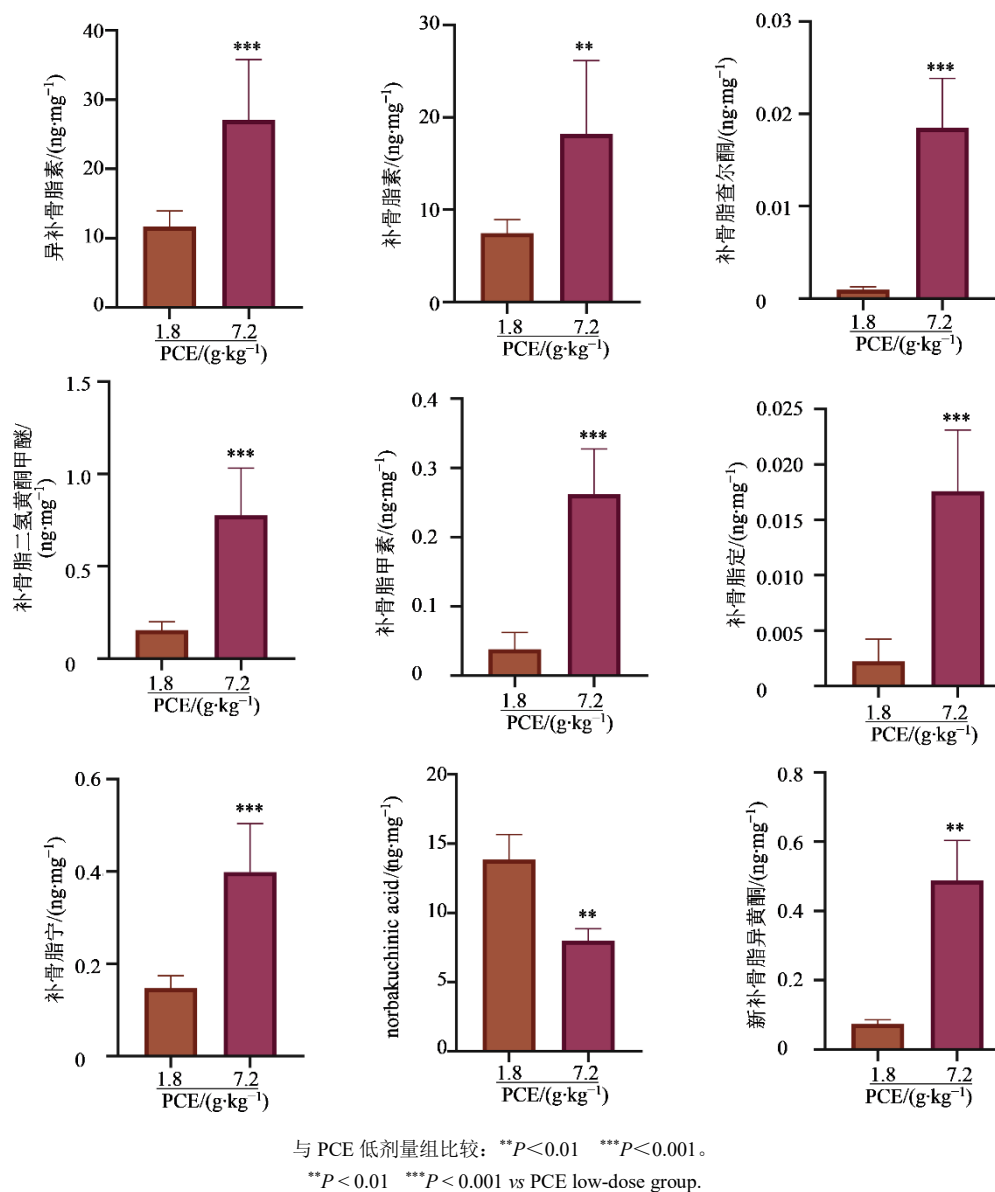 异补骨脂素/(ng·mg⁻¹)
40
30
20
10
0
***
1.8 7.2
PCE/(g·kg⁻¹)
补骨脂素/(ng·mg⁻¹)
30
20
10
0
**
1.8 7.2
PCE/(g·kg⁻¹)
补骨脂查尔酮/(ng·mg⁻¹)
0.03
0.02
0.01
0
***
1.8 7.2
PCE/(g·kg⁻¹)
补骨脂二氢黄酮甲醚/
(ng·mg⁻¹)
1.5
1.0
0.5
0
***
1.8 7.2
PCE/(g·kg⁻¹)
补骨脂甲素/(ng·mg⁻¹)
0.4
0.3
0.2
0.1
0
***
1.8 7.2
PCE/(g·kg⁻¹)
补骨脂定/(ng·mg⁻¹)
0.025
0.020
0.015
0.010
0.005
0
***
1.8 7.2
PCE/(g·kg⁻¹)
补骨脂宁/(ng·mg⁻¹)
0.6
0.4
0.2
0
***
1.8 7.2
PCE/(g·kg⁻¹)
norbakuchinic acid/(ng·mg⁻¹)
20
15
10
5
0
**
1.8 7.2
PCE/(g·kg⁻¹)
新补骨脂异黄酮/(ng·mg⁻¹)
0.8
0.6
0.4
0.2
0
**
1.8 7.2
PCE/(g·kg⁻¹)
与 PCE 低剂量组比较：**P＜0.01 ***P＜0.001。
**P < 0.01 ***P < 0.001 vs PCE low-dose group.